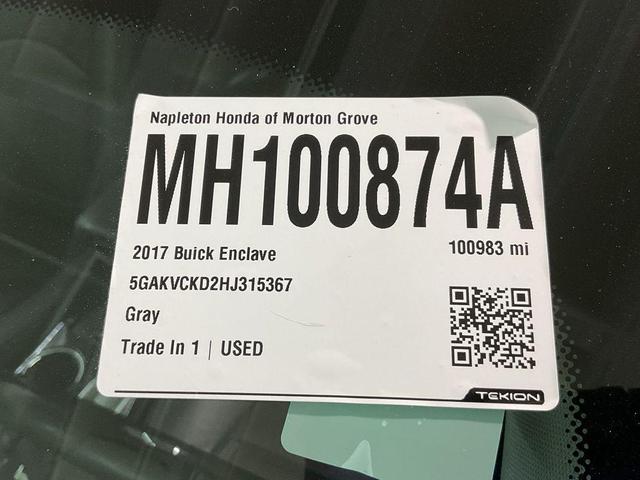 Napleton Honda of Morton Grove
MH100874A
2017 Buick Enclave
100983 mi
5GAKVCKD2HJ315367
Gray
Trade In 1 | USED
TEKION